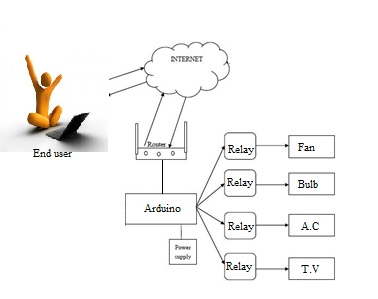 INTERNET
End user
Router
Arduino
Power
supply
Relay
Fan
Relay
Bulb
Relay
A.C
Relay
T.V